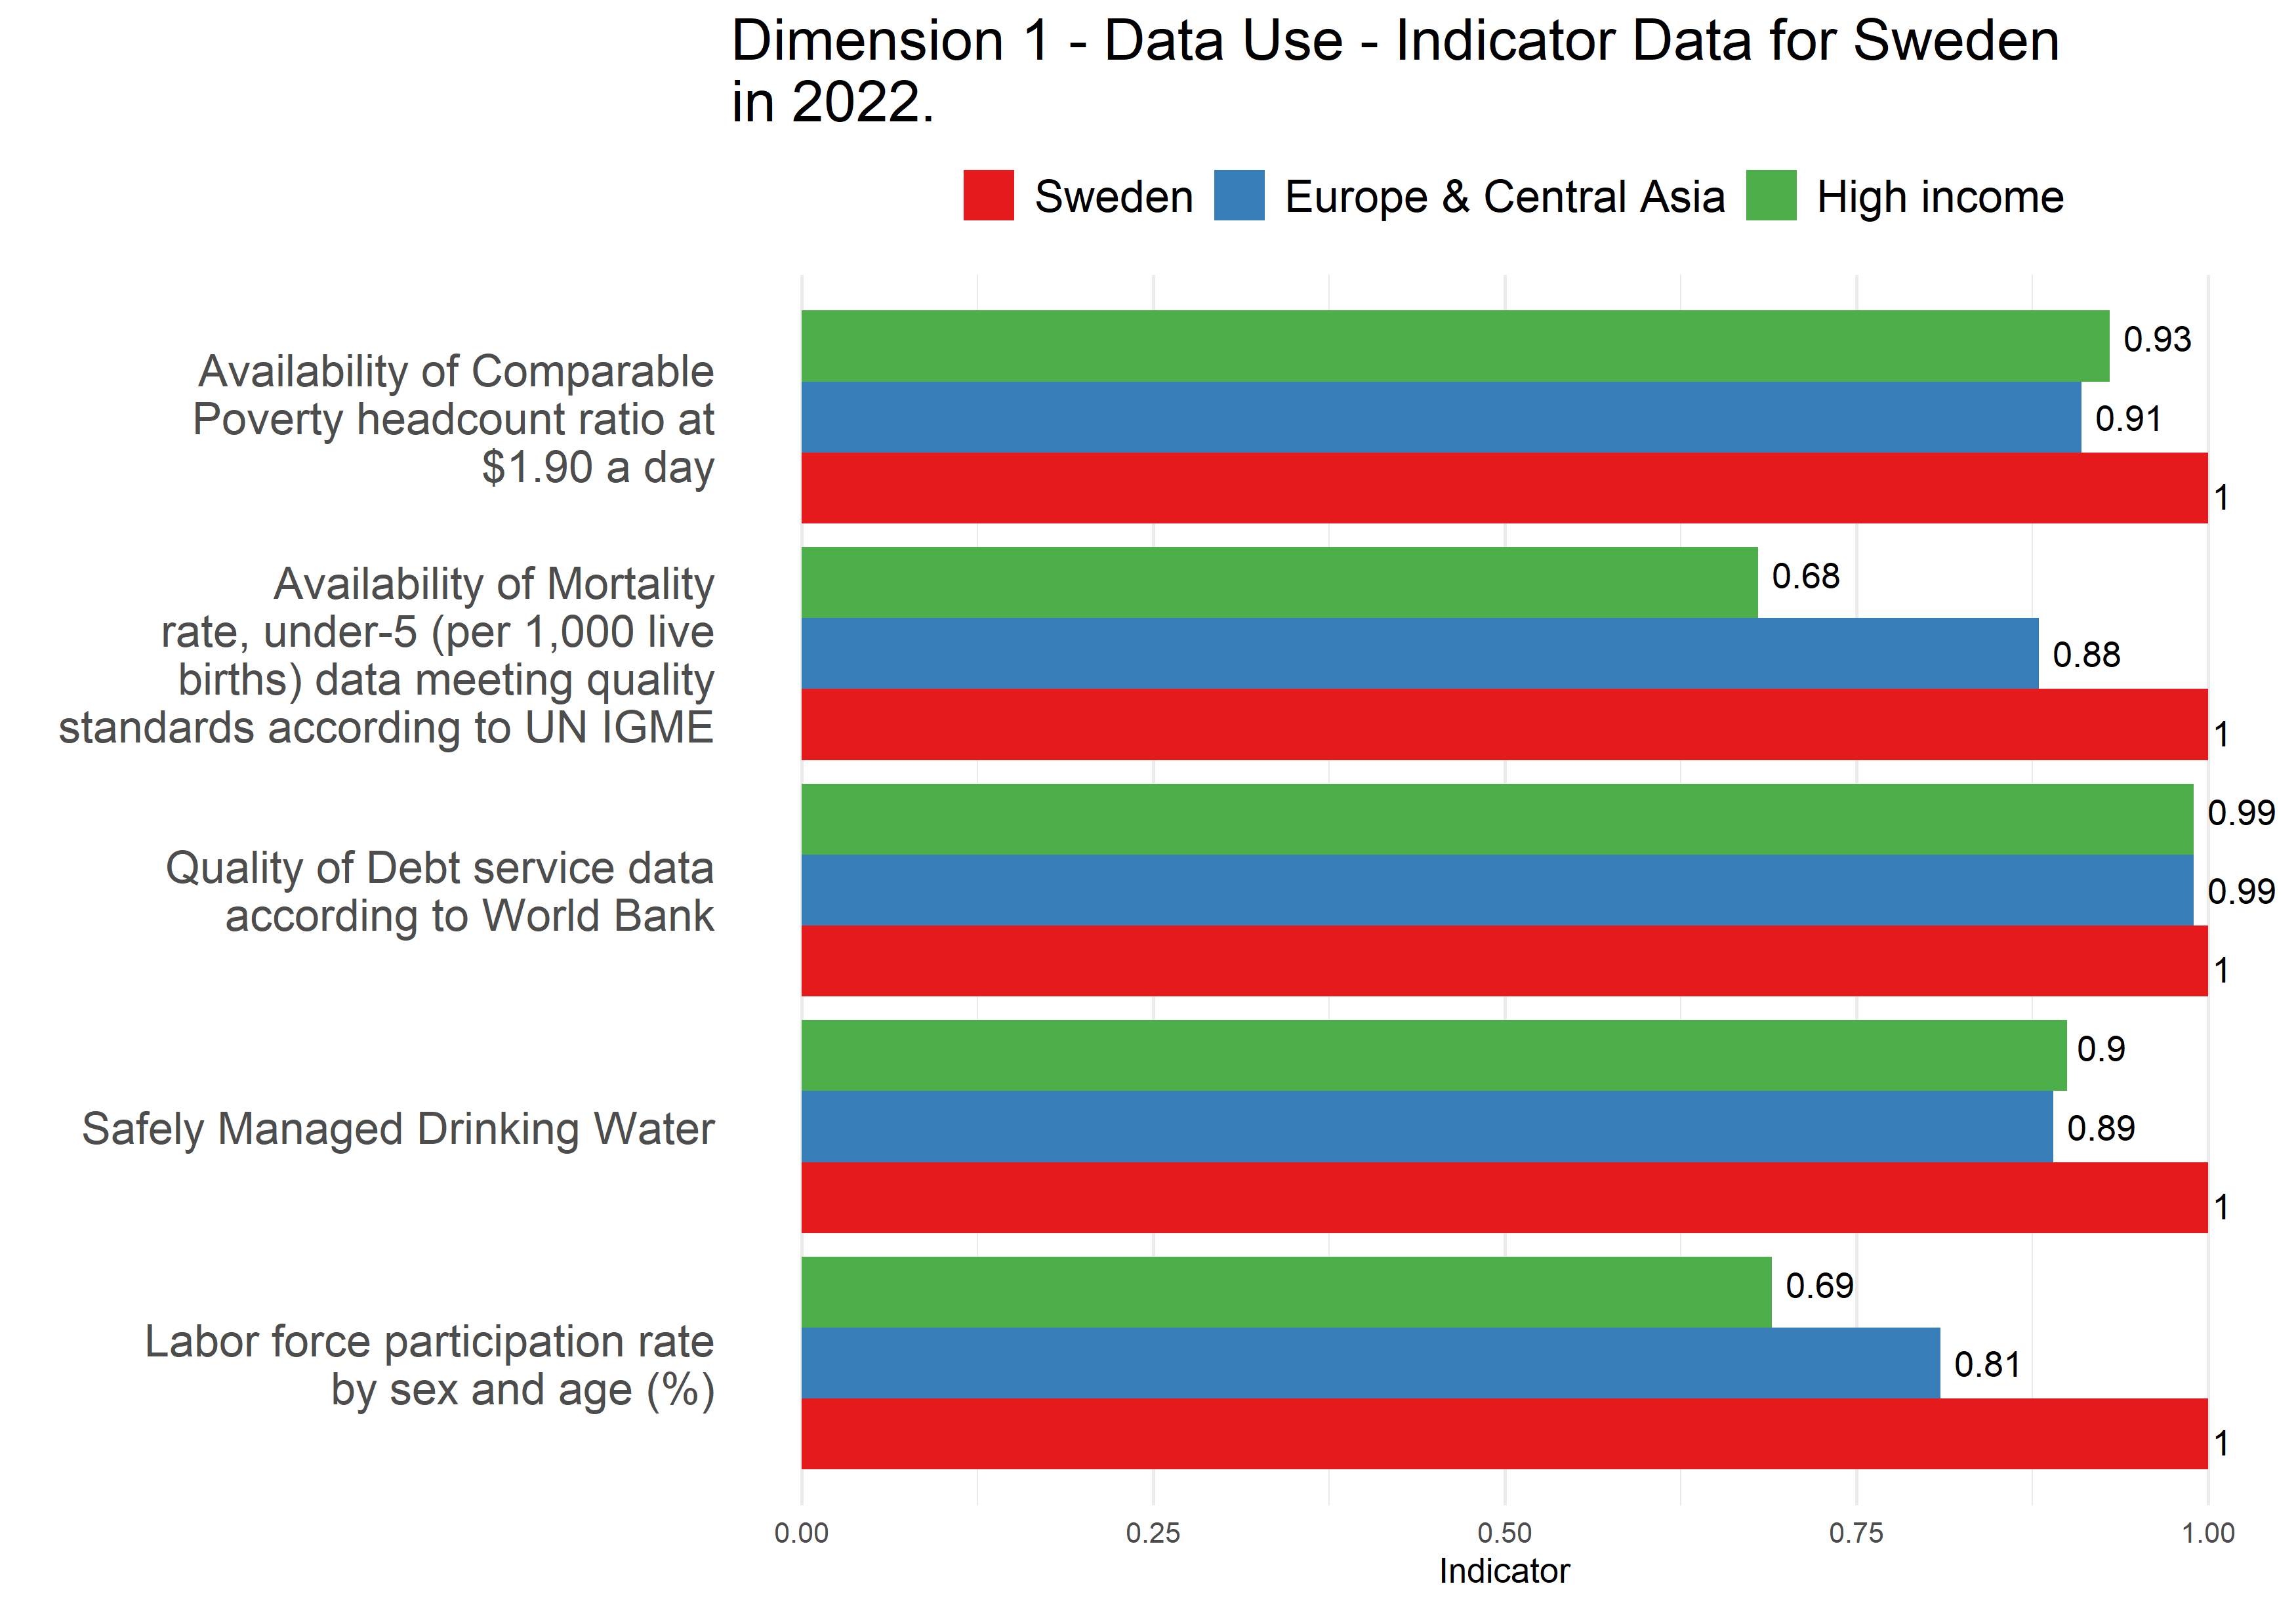 Dimension 1 - Data Use - Indicator Data for Sweden
in 2022.
Sweden Europe & Central Asia High income
Availability of Comparable
Poverty headcount ratio at
$1.90 a day
0.93
0.91
1
Availability of Mortality
rate, under-5 (per 1,000 live
births) data meeting quality
standards according to UN IGME
0.68
0.88
1
Quality of Debt service data
according to World Bank
0.99
0.99
1
Safely Managed Drinking Water
0.9
0.89
1
Labor force participation rate
by sex and age (%)
0.69
0.81
1
0.00 0.25 0.50 0.75 1.00
Indicator